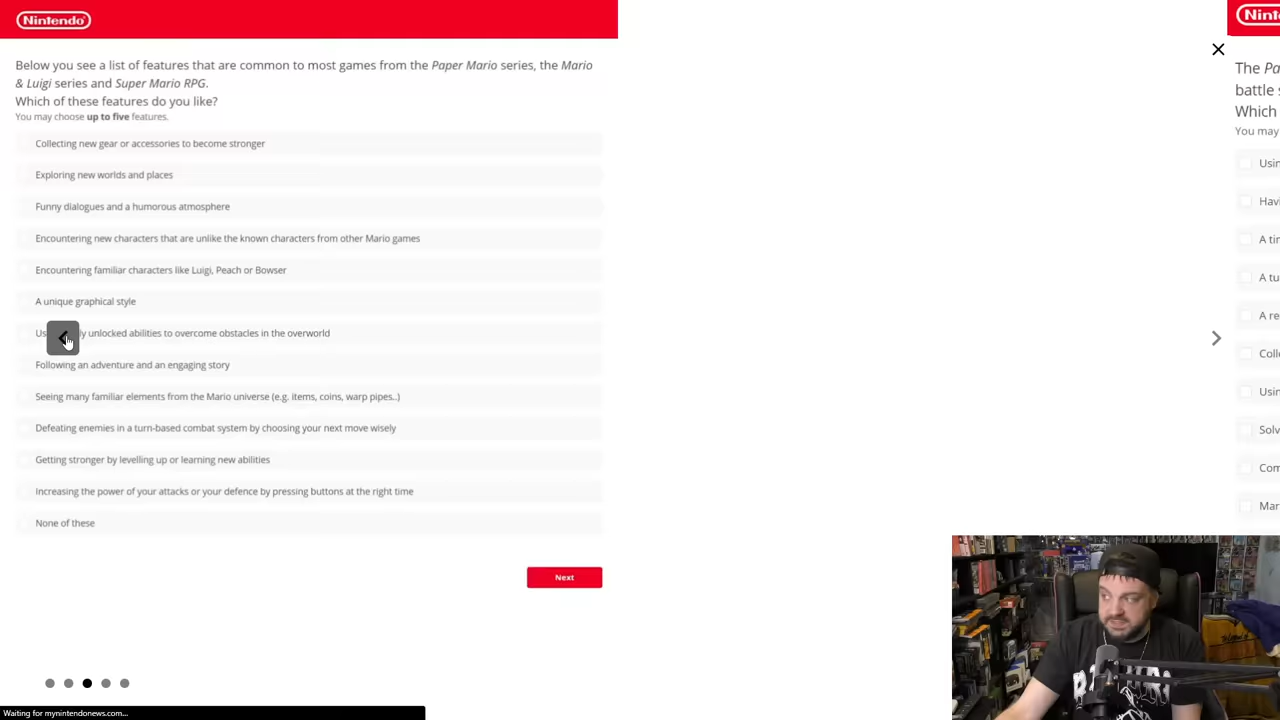 Nintendo
Below you see a list of features that are common to most games from the Paper Mario series, the Mario
& Luigi series and Super Mario RPG.
Which of these features do you like?
You may choose up to five features.
Collecting new gear or accessories to become stronger
Exploring new worlds and places
Funny dialogues and a humorous atmosphere
Encountering new characters that are unlike the known characters from other Mario games
Encountering familiar characters like Luigi, Peach or Bowser
A unique graphical style
unlocked abilities to overcome obstacles in the overworld
Following an adventure and an engaging story
Seeing many familiar elements from the Mario universe (e.g. items, coins, warp pipes..)
Defeating enemies in a turn-based combat system by choosing your next move wisely
Getting stronger by levelling up or learning new abilities
Increasing the power of your attacks or your defence by pressing buttons at the right time
None of these
Next
Waiting for mynintendonews.com...
The
battle
Which
You may